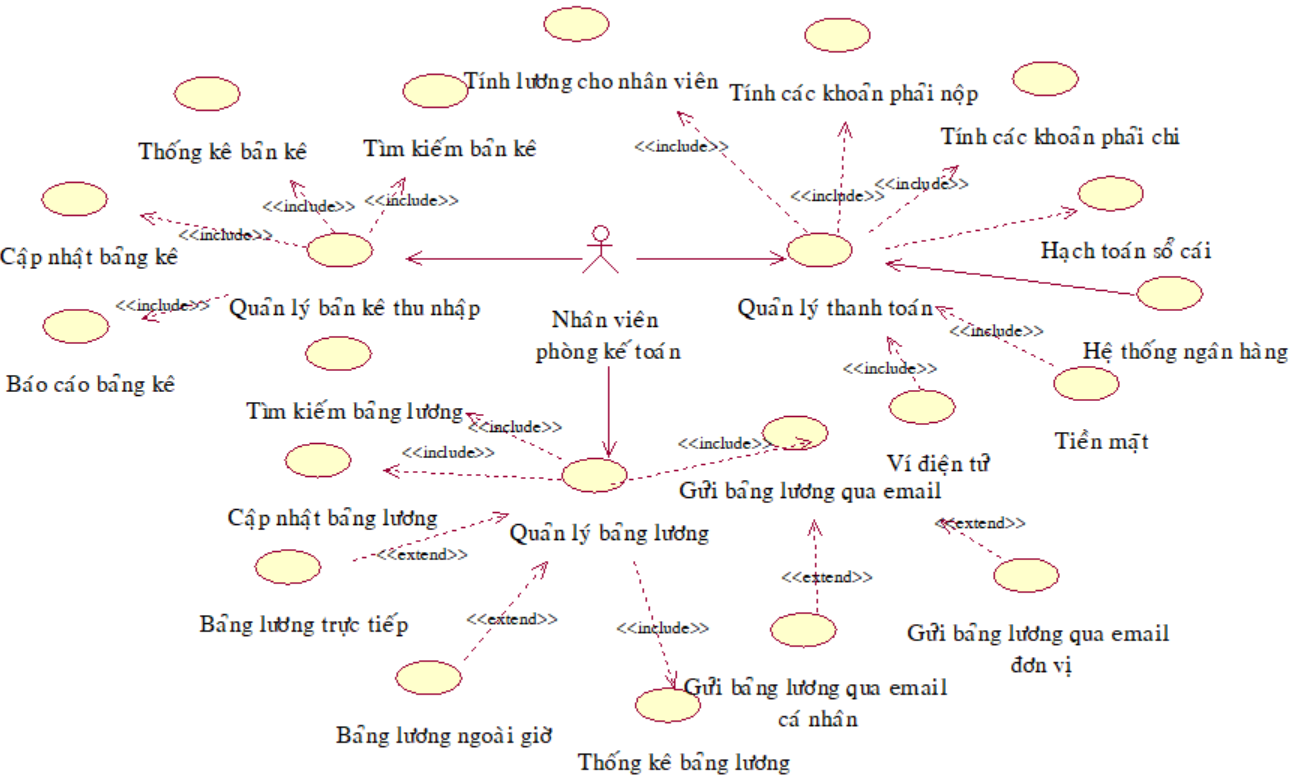 Tính lương cho nhân viên
Tính các khoản phải nộp
Tính các khoản phải chi
Thống kê bản kê
Tìm kiếm bản kê
<<include>>
<<include>>
<<include>>
<<include>>
<<include>>
<<include>>
Cập nhật bảng kê
Hạch toán sổ cái
<<include>>
Quản lý bản kê thu nhập
Nhân viên
phòng kế toán
Quản lý thanh toán
<<include>>
Hệ thống ngân hàng
Báo cáo bảng kê
<<include>>
Tiền mặt
Tìm kiếm bảng lương
<<include>>
<<include>>
<<include>>
Ví điện tử
Gửi bảng lương qua email
Cập nhật bảng lương
Quản lý bảng lương
<<extend>>
<<extend>>
<<extend>>
Bảng lương trực tiếp
<<extend>>
<<include>>
Gửi bảng lương qua email
đơn vị
Gửi bảng lương qua email
cá nhân
Bảng lương ngoài giờ
Thống kê bảng lương